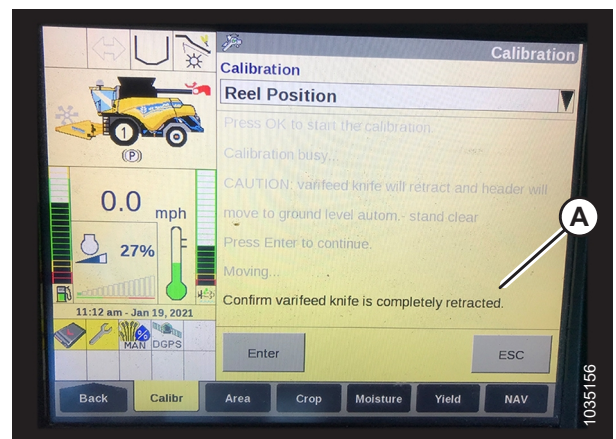 Calibration
Calibration
Reel Position
Press OK to start the calibration
Calibration busy...
CAUTION: varifeed knife will retract and header will
move to ground level autom.- stand clear
Press Enter to continue.
Moving...
Confirm varifeed knife is completely retracted.
A
1
(P)
0.0 mph
27%
11:12 am - Jan 19, 2021
MAN DGPS
Enter
ESC
Back Calibr Area Crop Moisture Yield NAV
1035156